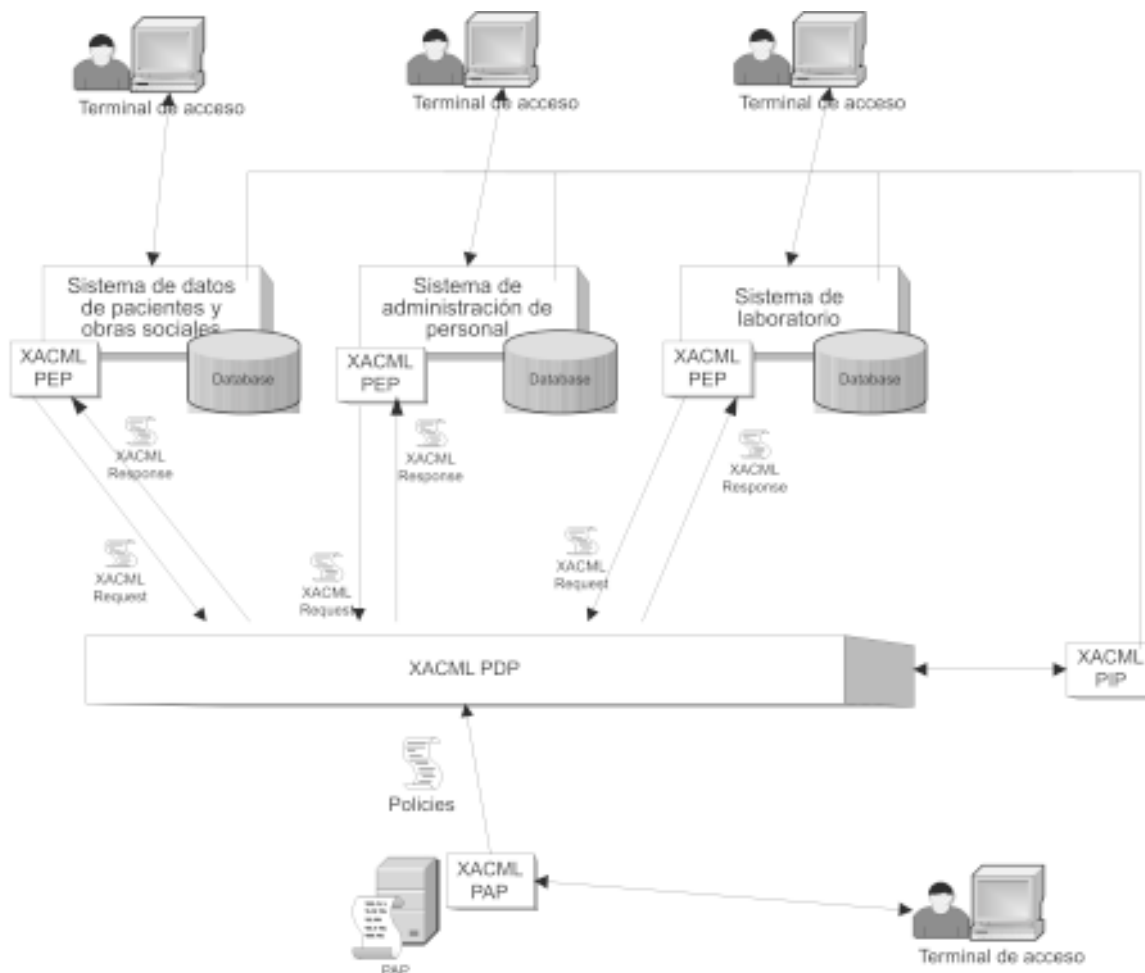 Terminal de acceso
Terminal de acceso
Terminal de acceso
Sistema de datos
de pacientes y
obras sociales
Sistema de
administración de
personal
Sistema de
laboratorio
XACML
PEP
Database
XACML
PEP
Database
XACML
PEP
Database
XACML
Response
XACML
Response
XACML
Response
XACML
Request
XACML
Request
XACML
Request
XACML PDP
XACML
PIP
Policies
XACML
PAP
PAP
Terminal de acceso